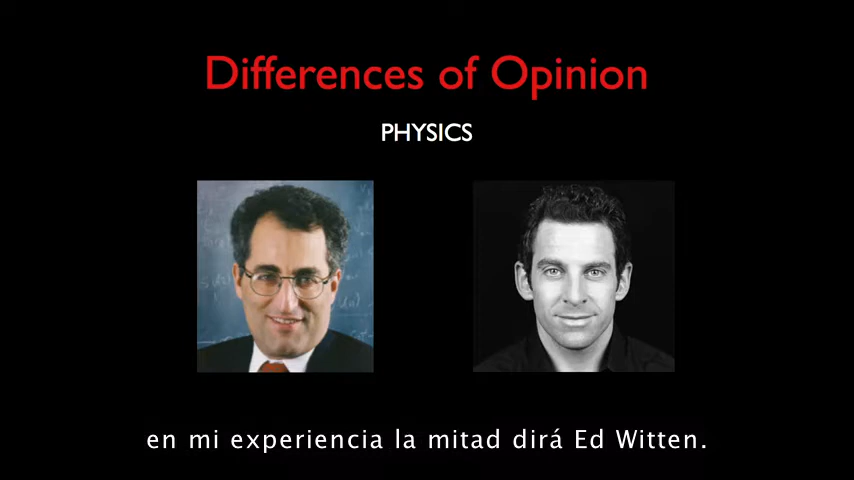 Differences of Opinion
PHYSICS
en mi experiencia la mitad dirá Ed Witten.